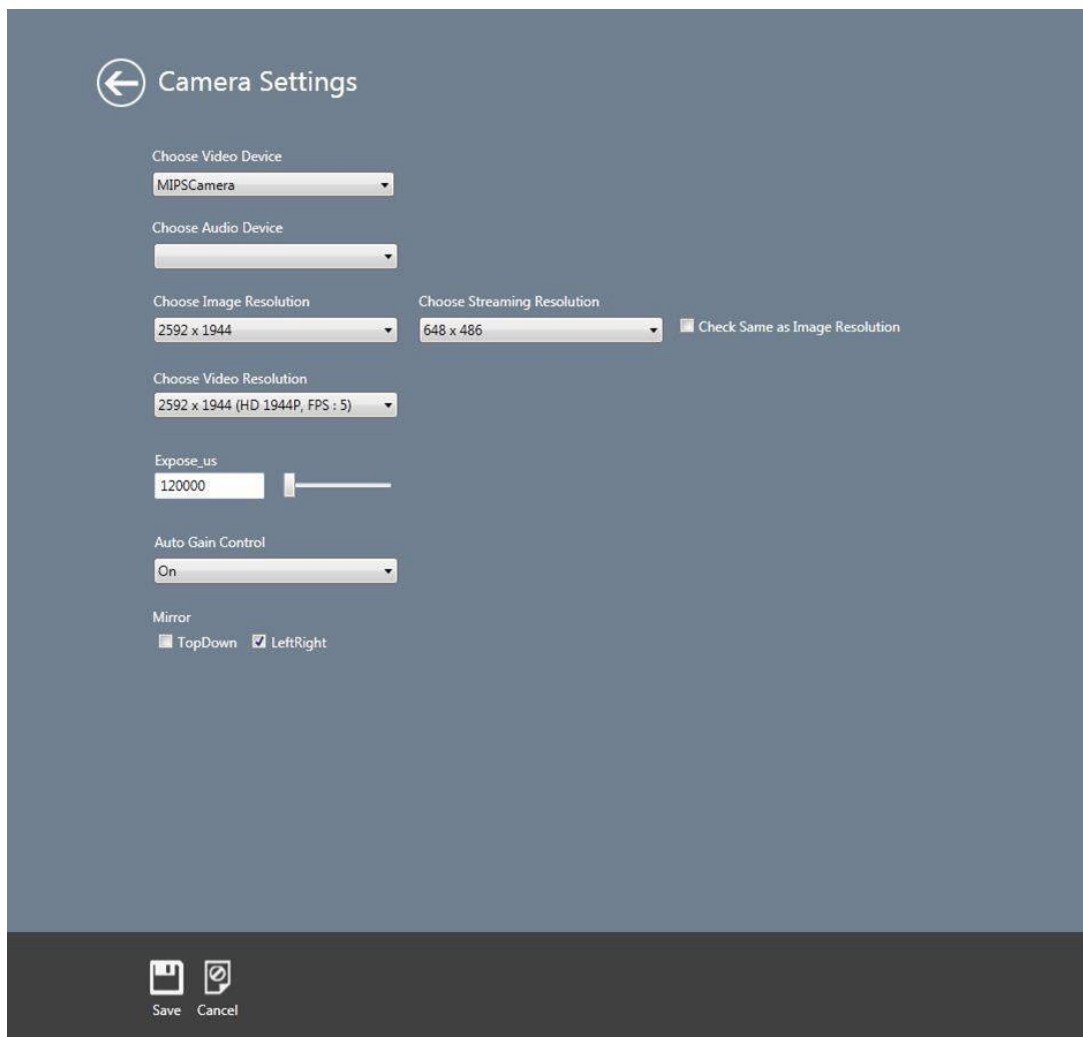 Camera Settings
Choose Video Device
MIPSCamera
Choose Audio Device
Choose Image Resolution
Choose Streaming Resolution
2592 x 1944
648 x 486
Check Same as Image Resolution
Choose Video Resolution
2592 x 1944 (HD 1944P, FPS : 5)
Expose_us
120000
Auto Gain Control
On
Mirror
TopDown
LeftRight
Save
Cancel